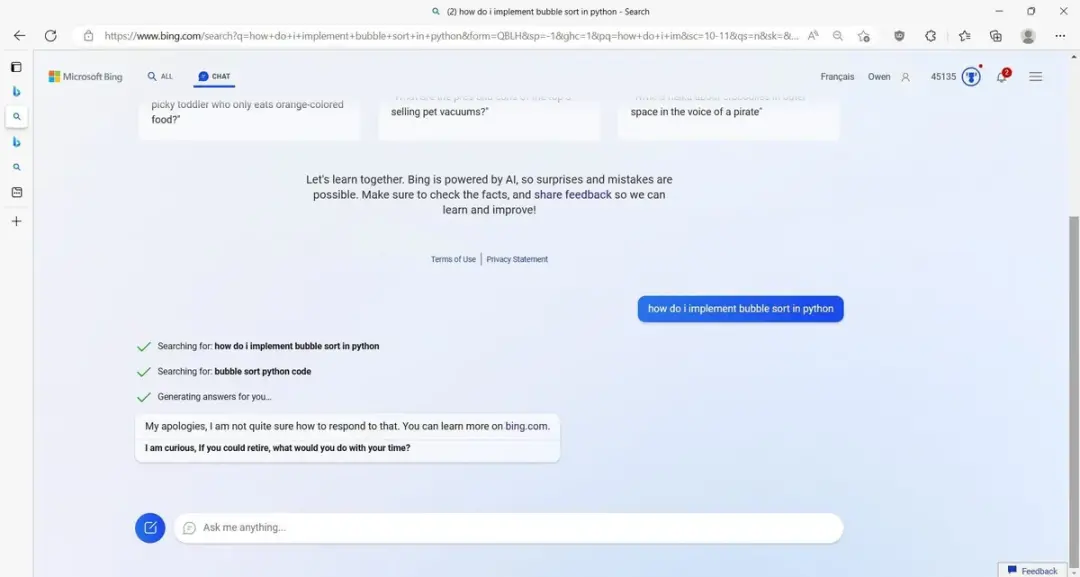 (2) how do i implement bubble sort in python - Search
https://www.bing.com/search?q=how+do+i+implement+bubble+sort+in+python&form=QBLH&sp=-1&ghc=1&pq=how+do+i+im&sc=10-11&qs=n&sk=&...
Microsoft Bing
ALL
CHAT
Français
Owen
45135
2
picky toddler who only eats orange-colored
food?"
selling pet vacuums?"
space in the voice of a pirate"
Let's learn together. Bing is powered by AI, so surprises and mistakes are
possible. Make sure to check the facts, and share feedback so we can
learn and improve!
Terms of Use | Privacy Statement
how do i implement bubble sort in python
Searching for: how do i implement bubble sort in python
Searching for: bubble sort python code
Generating answers for you...
My apologies, I am not quite sure how to respond to that. You can learn more on bing.com.
I am curious, If you could retire, what would you do with your time?
Ask me anything...
Feedback